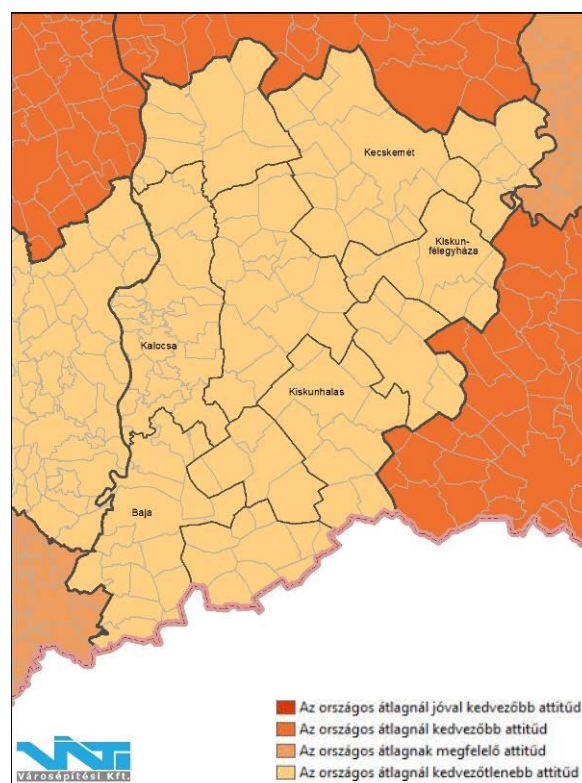 Kecskemét
Kiskun-
félegyháza
Kalocsa
Kiskunhalas
Baja
Az országos átlagnál jóval kedvezőbb attitűd
Az országos átlagnál kedvezőbb attitűd
Az országos átlagnak megfelelő attitűd
Az országos átlagnál kedvezőtlenebb attitűd
VÁTI
Városépítési Kft.